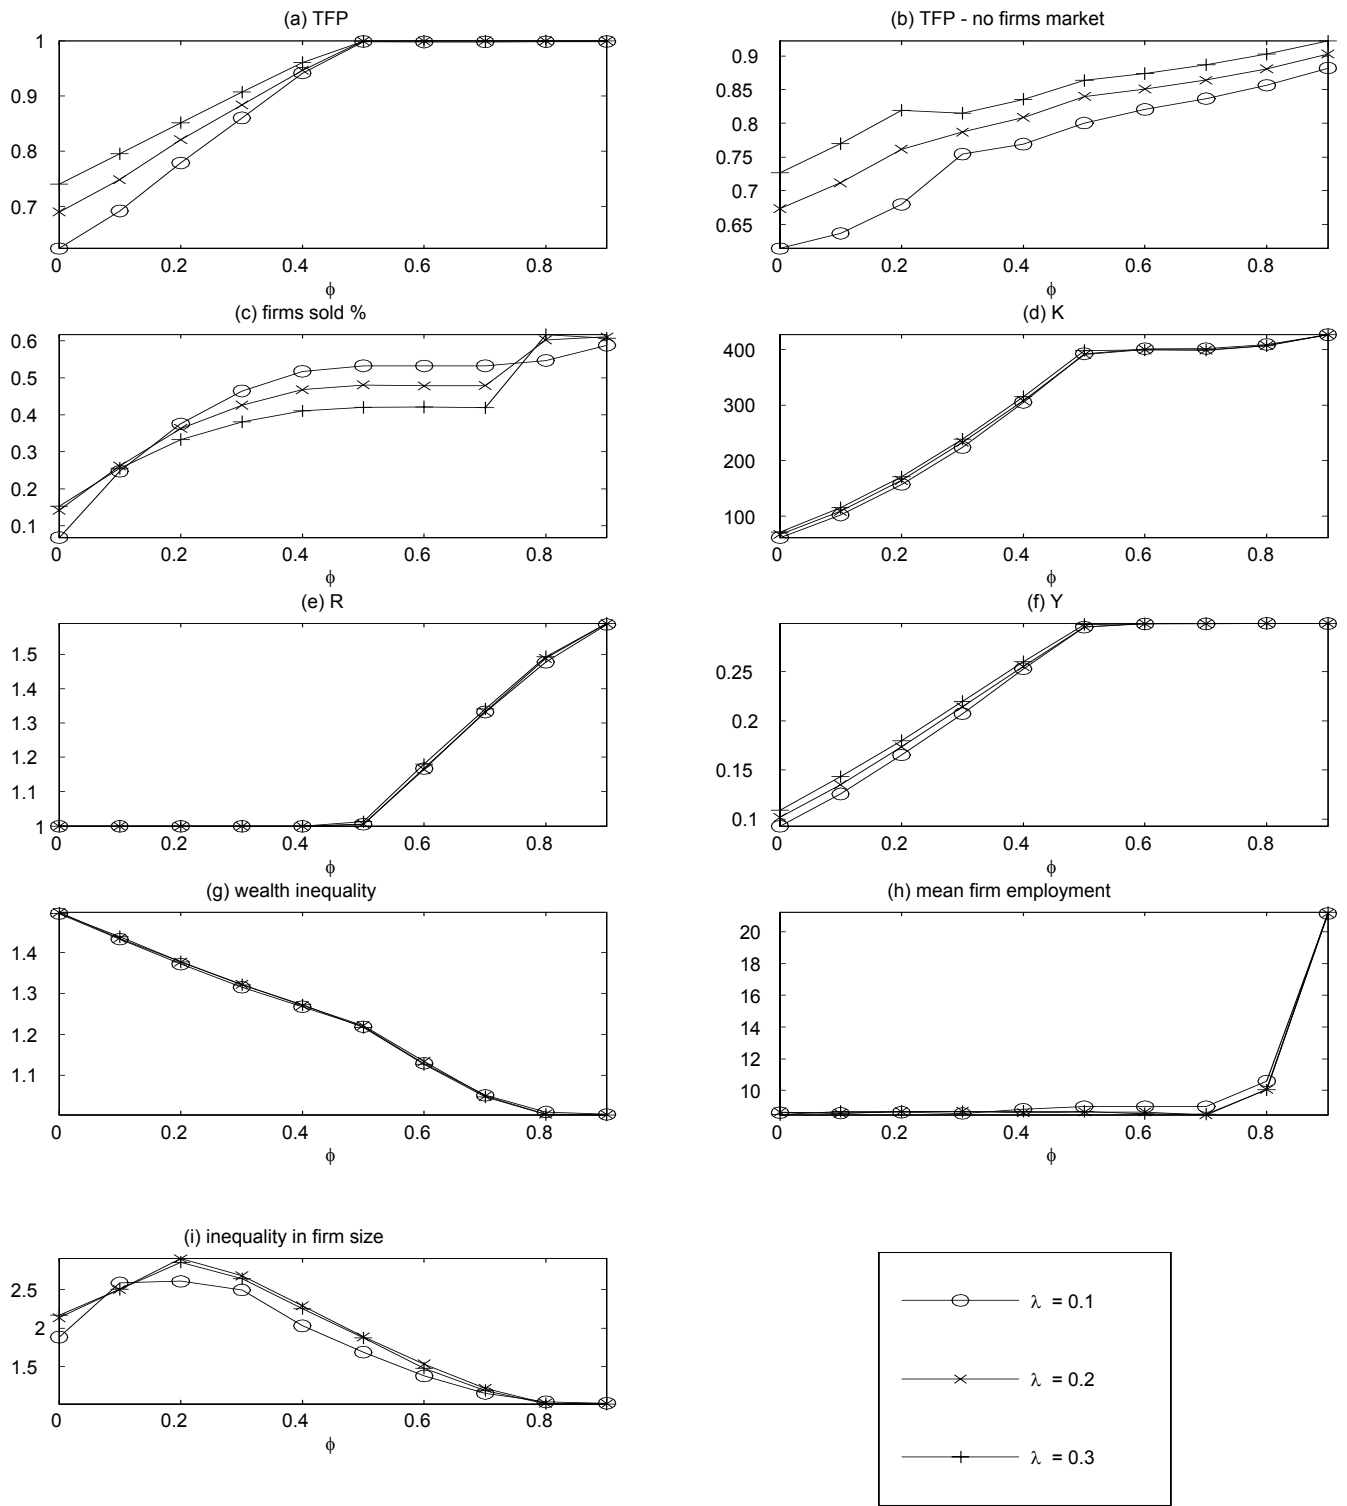 (a) TFP
1
0.9
0.8
0.7
0 0.2 0.4 0.6 0.8
ϕ
(b) TFP - no firms market
0.9
0.85
0.8
0.75
0.7
0.65
0 0.2 0.4 0.6 0.8
ϕ
(c) firms sold %
0.6
0.5
0.4
0.3
0.2
0.1
0 0.2 0.4 0.6 0.8
ϕ
(d) K
400
300
200
100
0 0.2 0.4 0.6 0.8
ϕ
(e) R
1.5
1.4
1.3
1.2
1.1
1
0 0.2 0.4 0.6 0.8
ϕ
(f) Y
0.25
0.2
0.15
0.1
0 0.2 0.4 0.6 0.8
ϕ
(g) wealth inequality
1.4
1.3
1.2
1.1
0 0.2 0.4 0.6 0.8
ϕ
(h) mean firm employment
20
18
16
14
12
10
0 0.2 0.4 0.6 0.8
ϕ
(i) inequality in firm size
2.5
2
1.5
0 0.2 0.4 0.6 0.8
ϕ
λ = 0.1
λ = 0.2
λ = 0.3